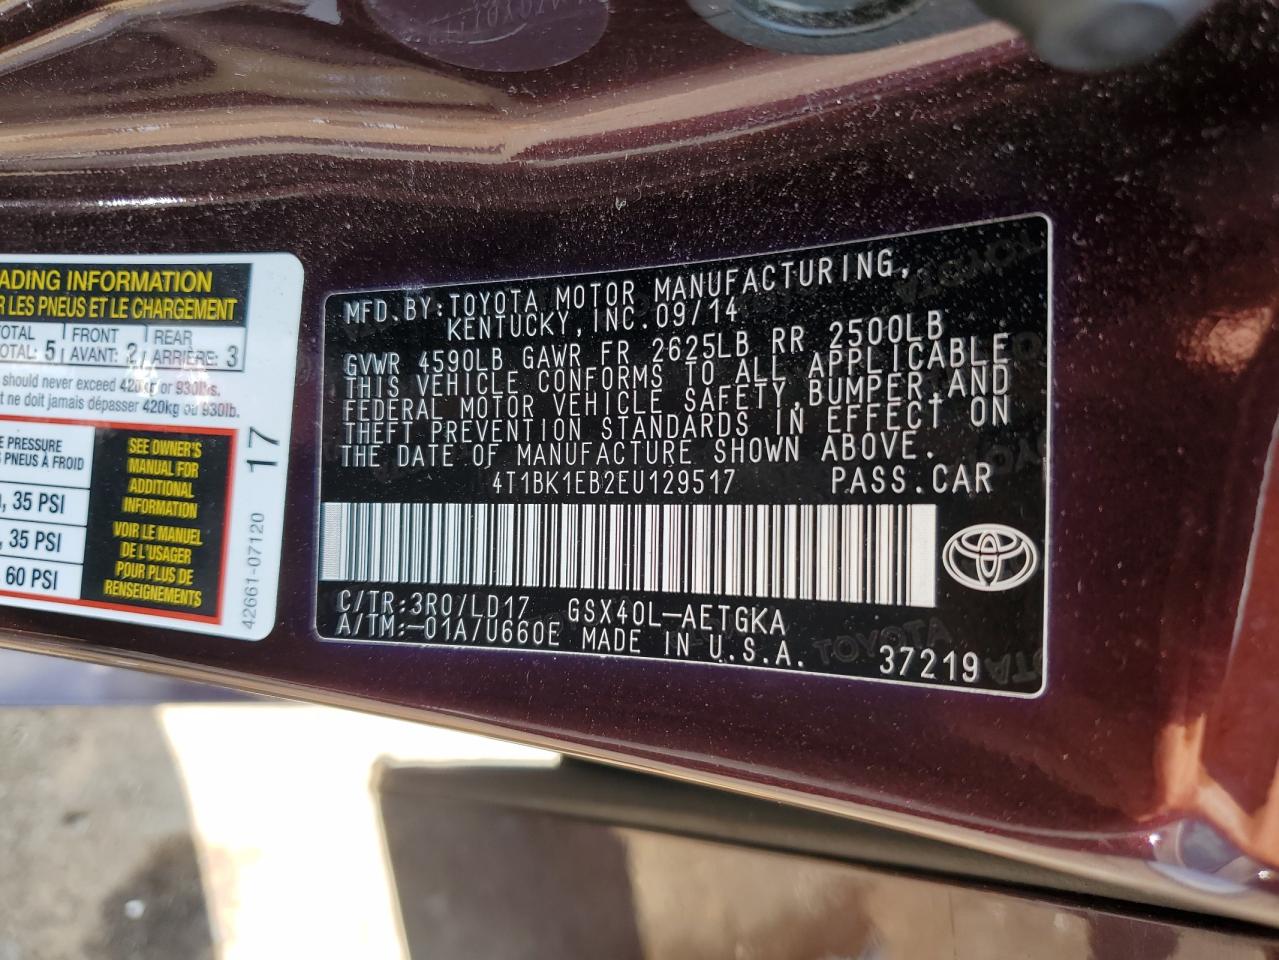 ADING INFORMATION
R LES PNEUS ET LE CHARGEMENT
TOTAL FRONT REAR
TOTAL: 5 AVANT: 2 ARRIÈRE: 3
should never exceed 420kg or 930lbs.
t ne doit jamais dépasser 420kg ou 930lb.
E PRESSURE
PNEUS À FROID
35 PSI
35 PSI
60 PSI
SEE OWNER'S
MANUAL FOR
ADDITIONAL
INFORMATION
VOIR LE MANUEL
DE L'USAGER
POUR PLUS DE
RENSEIGNEMENTS
42661-07120 17
MFD.BY:TOYOTA MOTOR MANUFACTURING,
KENTUCKY,INC.09/14
GVWR 4590LB GAWR FR 2625LB RR 2500LB
THIS VEHICLE CONFORMS TO ALL APPLICABLE
FEDERAL MOTOR VEHICLE SAFETY,BUMPER,AND
THEFT PREVENTION STANDARDS IN EFFECT ON
THE DATE OF MANUFACTURE SHOWN ABOVE.
4T1BK1EB2EU129517 PASS.CAR
C/TR:3R0/LD17 GSX40L-AETGKA
A/TM:-01A/U660E MADE IN U.S.A.
37219